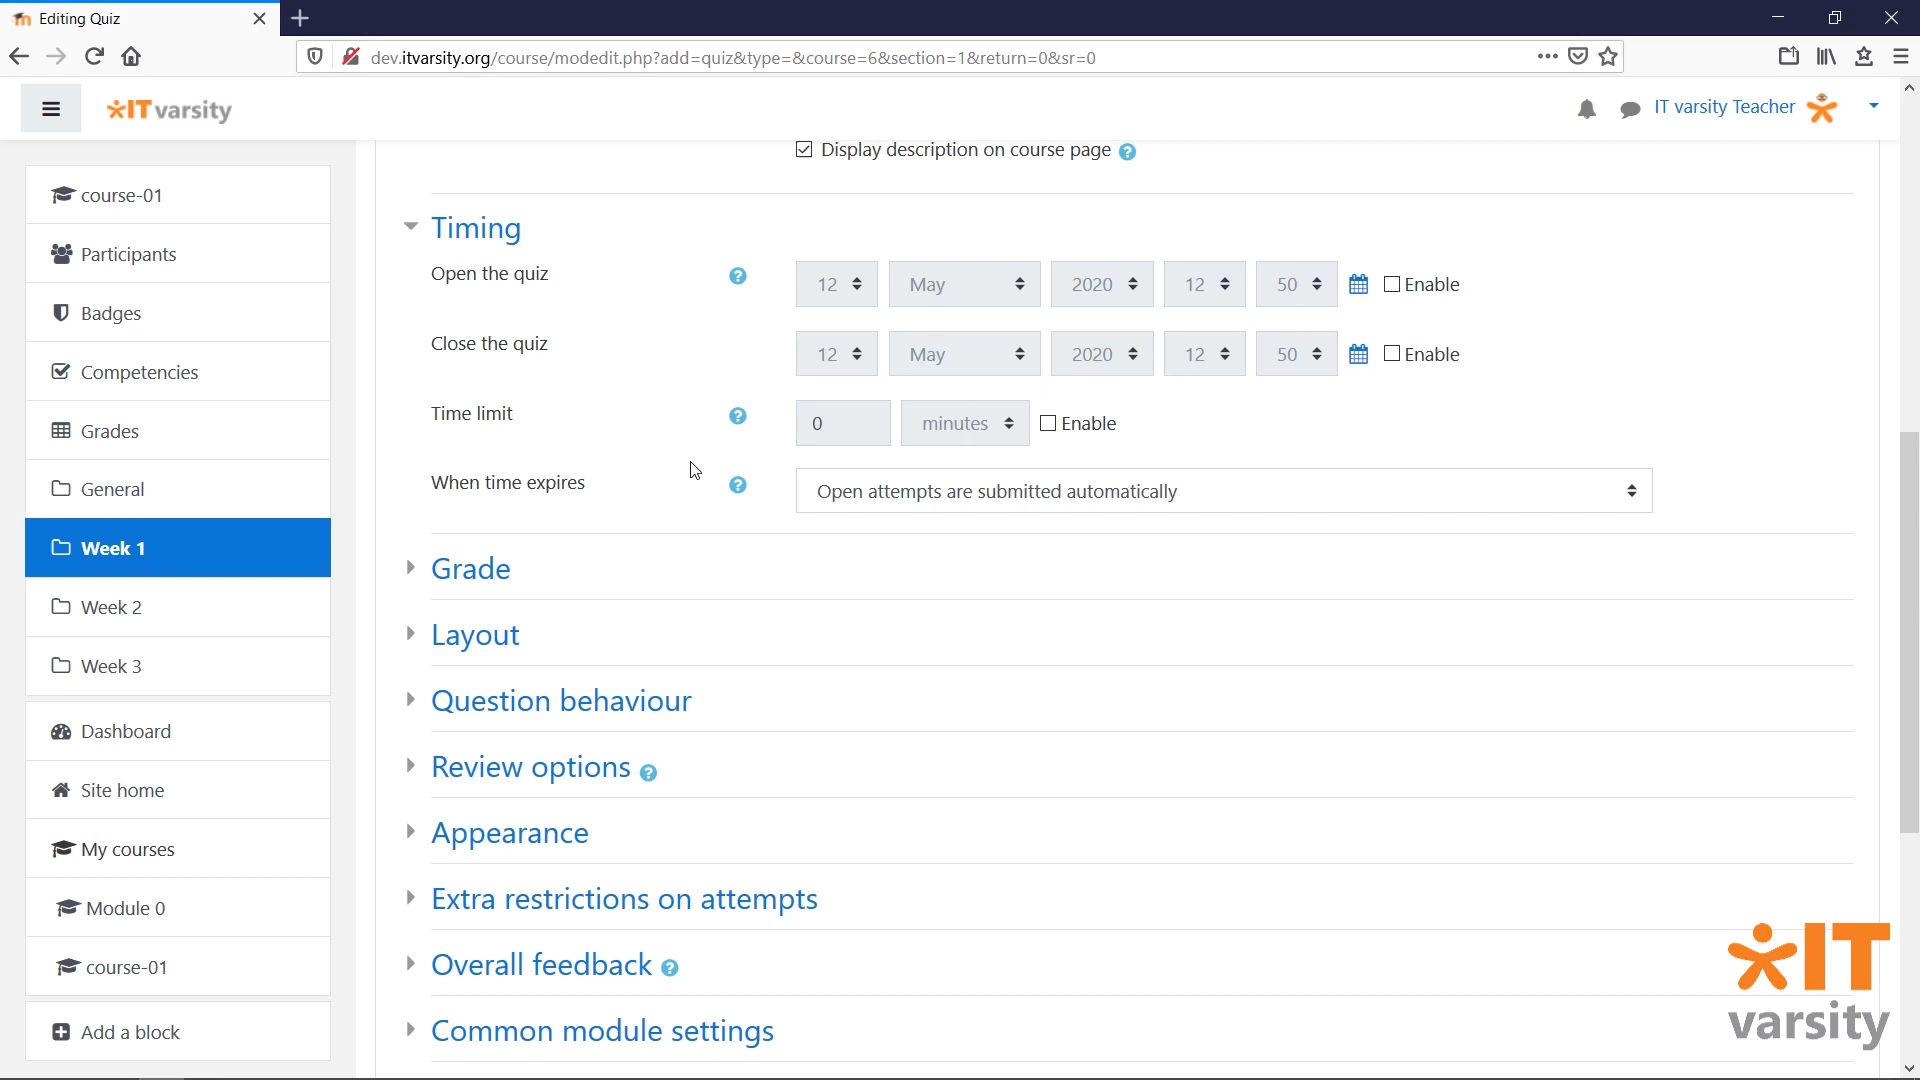 Editing Quiz
dev.itvarsity.org/course/modedit.php?add=quiz&type=&course=6&section=1&return=0&sr=0
IT varsity
IT varsity Teacher
Display description on course page
course-01
Participants
Badges
Competencies
Grades
General
Week 1
Week 2
Week 3
Dashboard
Site home
My courses
Module 0
course-01
Add a block
Timing
Open the quiz 12 May 2020 12 50 Enable
Close the quiz 12 May 2020 12 50 Enable
Time limit 0 minutes Enable
When time expires Open attempts are submitted automatically
Grade
Layout
Question behaviour
Review options
Appearance
Extra restrictions on attempts
Overall feedback
Common module settings
IT
varsity